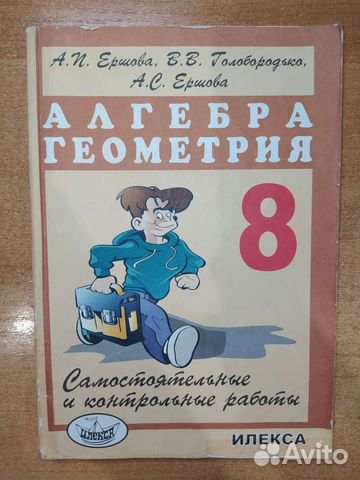 А.П. Ершова, В.В. Голобородько,
А.С. Ершова
АЛГЕБРА
ГЕОМЕТРИЯ
8
Самостоятельные
и контрольные работы
ИЛЕКСА
ИЛЕКСА
Avito